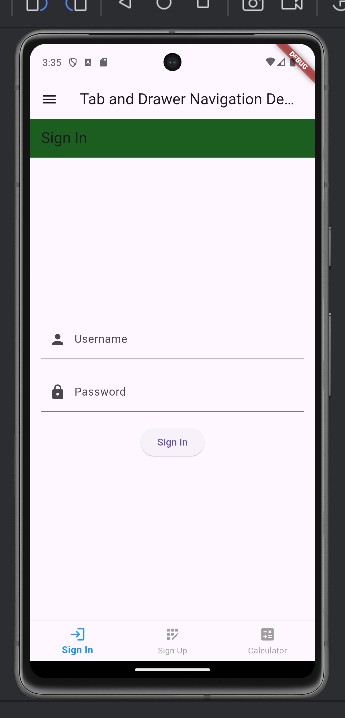 3:35
DEBUG
Tab and Drawer Navigation De...
Sign In
Username
Password
Sign In
Sign In
Sign Up
Calculator